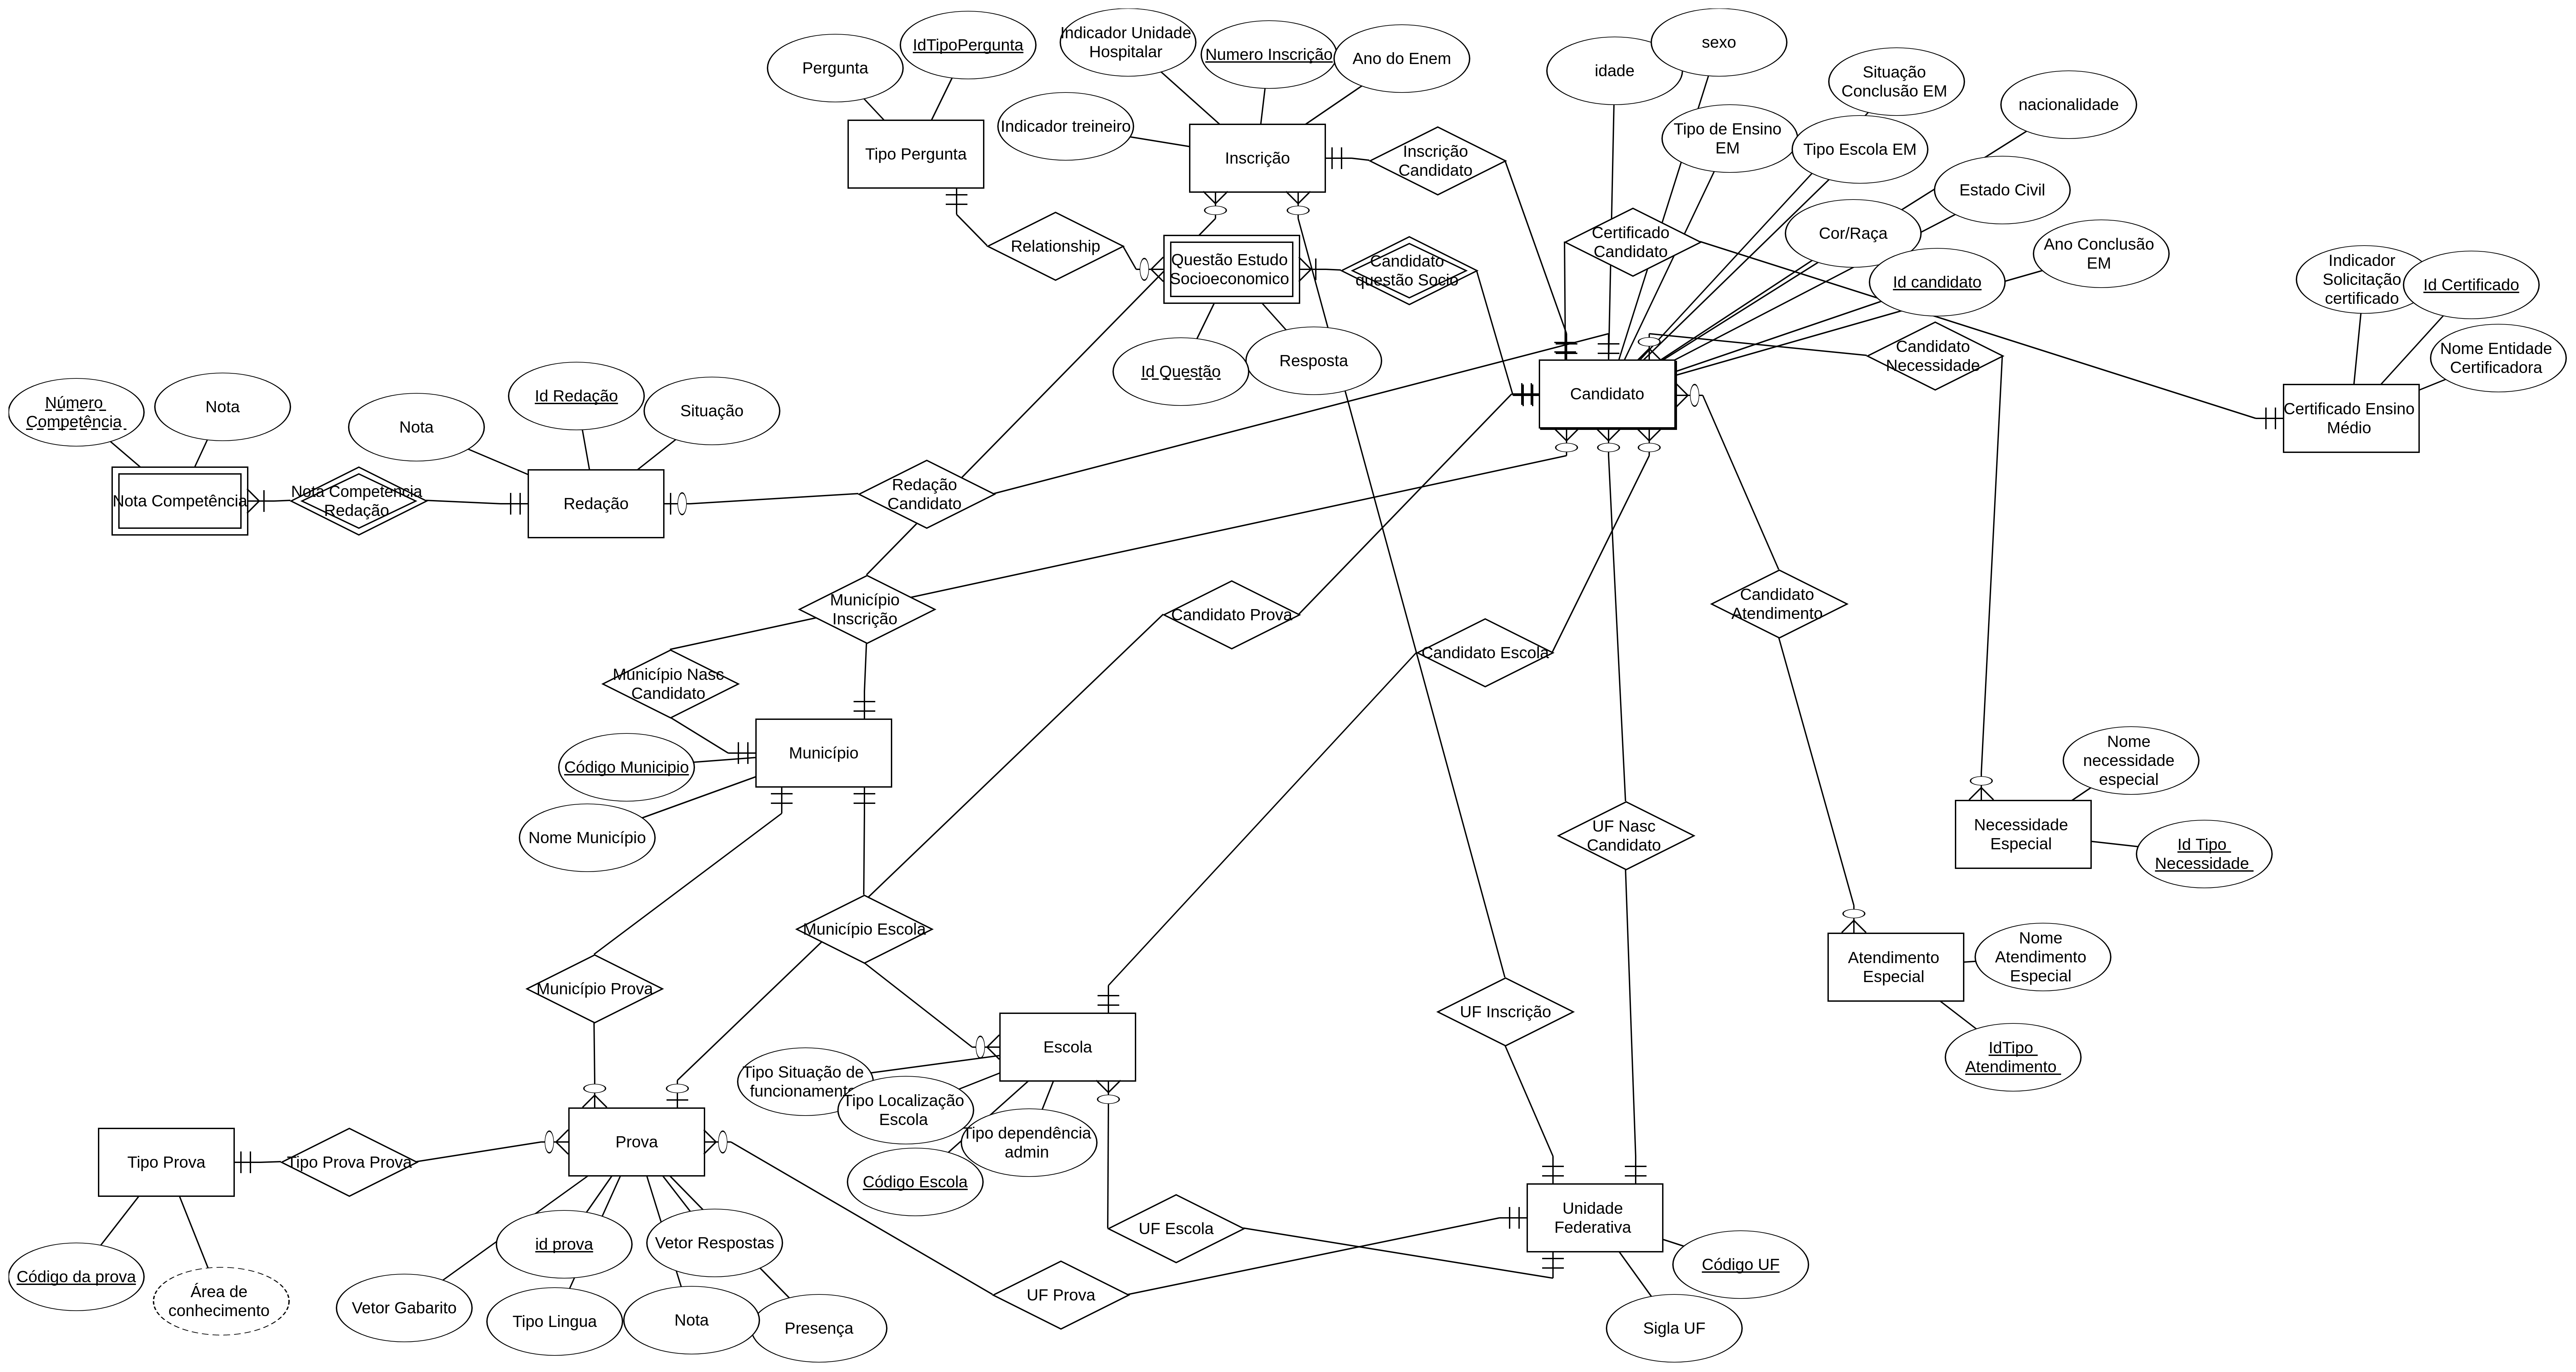 Pergunta
IdTipoPergunta
Indicador Unidade
Hospitalar
Numero Inscrição
Ano do Enem
idade
sexo
Situação
Conclusão EM
nacionalidade
Indicador treineiro
Tipo de Ensino
EM
Tipo Escola EM
Tipo Pergunta
Inscrição
Inscrição
Candidato
Estado Civil
Relationship
Questão Estudo
Socioeconomico
Candidato
questão Socio
Certificado
Candidato
Cor/Raça
Id candidato
Ano Conclusão
EM
Indicador
Solicitação
certificado
Id Certificado
Nome Entidade
Certificadora
Id Questão
Resposta
Candidato
Necessidade
Candidato
Certificado Ensino
Médio
Número
Competência
Nota
Nota
Id Redação
Situação
Nota Competência
Nota Competencia
Redação
Redação
Redação
Candidato
Município
Inscrição
Candidato Prova
Candidato Escola
Candidato
Atendimento
Município Nasc
Candidato
Município
Código Municipio
Nome Município
UF Nasc
Candidato
Nome
necessidade
especial
Necessidade
Especial
Id Tipo
Necessidade
Município Escola
Município Prova
UF Inscrição
Atendimento
Especial
Nome
Atendimento
Especial
IdTipo
Atendimento
Escola
Tipo Situação de
funcionamento
Tipo Localização
Escola
Tipo dependência
admin
Código Escola
Tipo Prova
Tipo Prova Prova
Prova
UF Escola
Unidade
Federativa
Código UF
Sigla UF
UF Prova
Código da prova
Área de
conhecimento
id prova
Vetor Respostas
Vetor Gabarito
Tipo Lingua
Nota
Presença